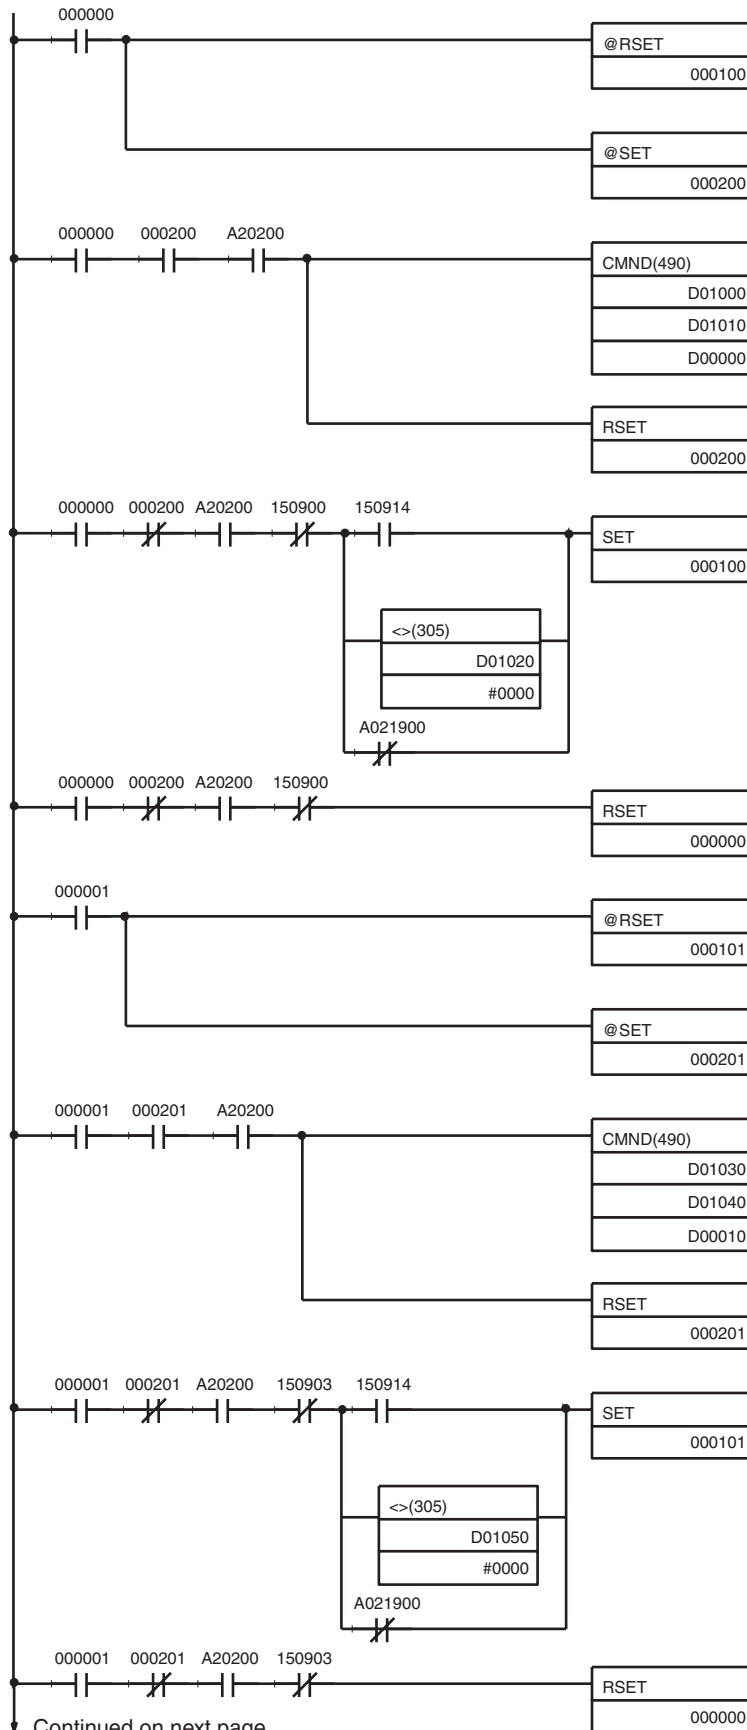 000000
@RSET
000100
@SET
000200
000000 000200 A20200
CMND(490)
D01000
D01010
D00000
RSET
000200
000000 000200 A20200 150900 150914
SET
000100
<>(305)
D01020
#0000
A021900
000000 000200 A20200 150900
RSET
000000
000001
@RSET
000101
@SET
000201
000001 000201 A20200
CMND(490)
D01030
D01040
D00010
RSET
000201
000001 000201 A20200 150903 150914
SET
000101
<>(305)
D01050
#0000
A021900
000001 000201 A20200 150903
RSET
000000
Continued on next page